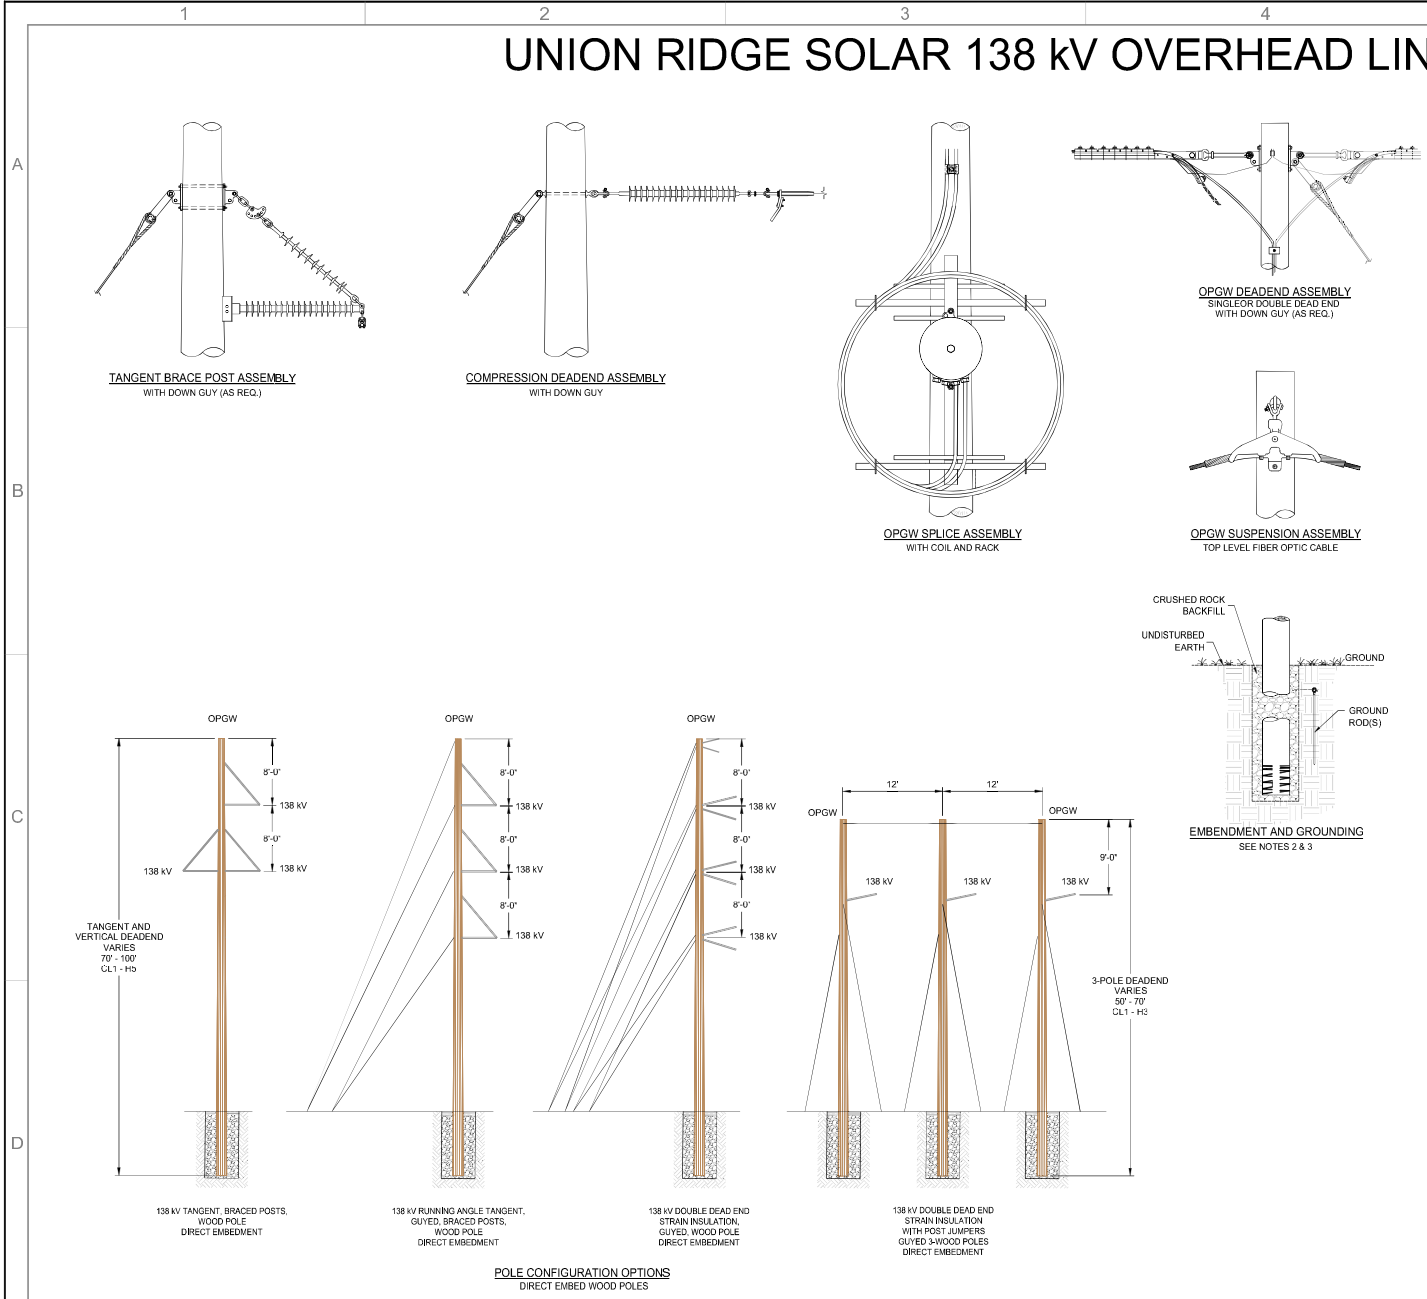 1
2
3
4
UNION RIDGE SOLAR 138 kV OVERHEAD LIN
A
B
C
D
TANGENT BRACE POST ASSEMBLY
WITH DOWN GUY (AS REQ.)
COMPRESSION DEADEND ASSEMBLY
WITH DOWN GUY
OPGW SPLICE ASSEMBLY
WITH COIL AND RACK
OPGW DEADEND ASSEMBLY
SINGLEOR DOUBLE DEAD END
WITH DOWN GUY (AS REQ.)
OPGW SUSPENSION ASSEMBLY
TOP LEVEL FIBER OPTIC CABLE
CRUSHED ROCK
BACKFILL
UNDISTURBED
EARTH
GROUND
GROUND
ROD(S)
EMBENDMENT AND GROUNDING
SEE NOTES 2 & 3
OPGW
8'-0"
138 kV
8'-0"
138 kV
138 kV
TANGENT AND
VERTICAL DEADEND
VARIES
70' - 100'
CL1 - H5
138 kV TANGENT, BRACED POSTS,
WOOD POLE
DIRECT EMBEDMENT
OPGW
8'-0"
138 kV
8'-0"
138 kV
8'-0"
138 kV
138 kV RUNNING ANGLE TANGENT,
GUYED, BRACED POSTS,
WOOD POLE
DIRECT EMBEDMENT
OPGW
8'-0"
138 kV
8'-0"
138 kV
8'-0"
138 kV
138 kV DOUBLE DEAD END
STRAIN INSULATION,
GUYED, WOOD POLE
DIRECT EMBEDMENT
12'
12'
OPGW
OPGW
9'-0"
138 kV
138 kV
138 kV
3-POLE DEADEND
VARIES
50' - 70'
CL1 - H3
138 kV DOUBLE DEAD END
STRAIN INSULATION
WITH POST JUMPERS
GUYED 3-WOOD POLES
DIRECT EMBEDMENT
POLE CONFIGURATION OPTIONS
DIRECT EMBED WOOD POLES